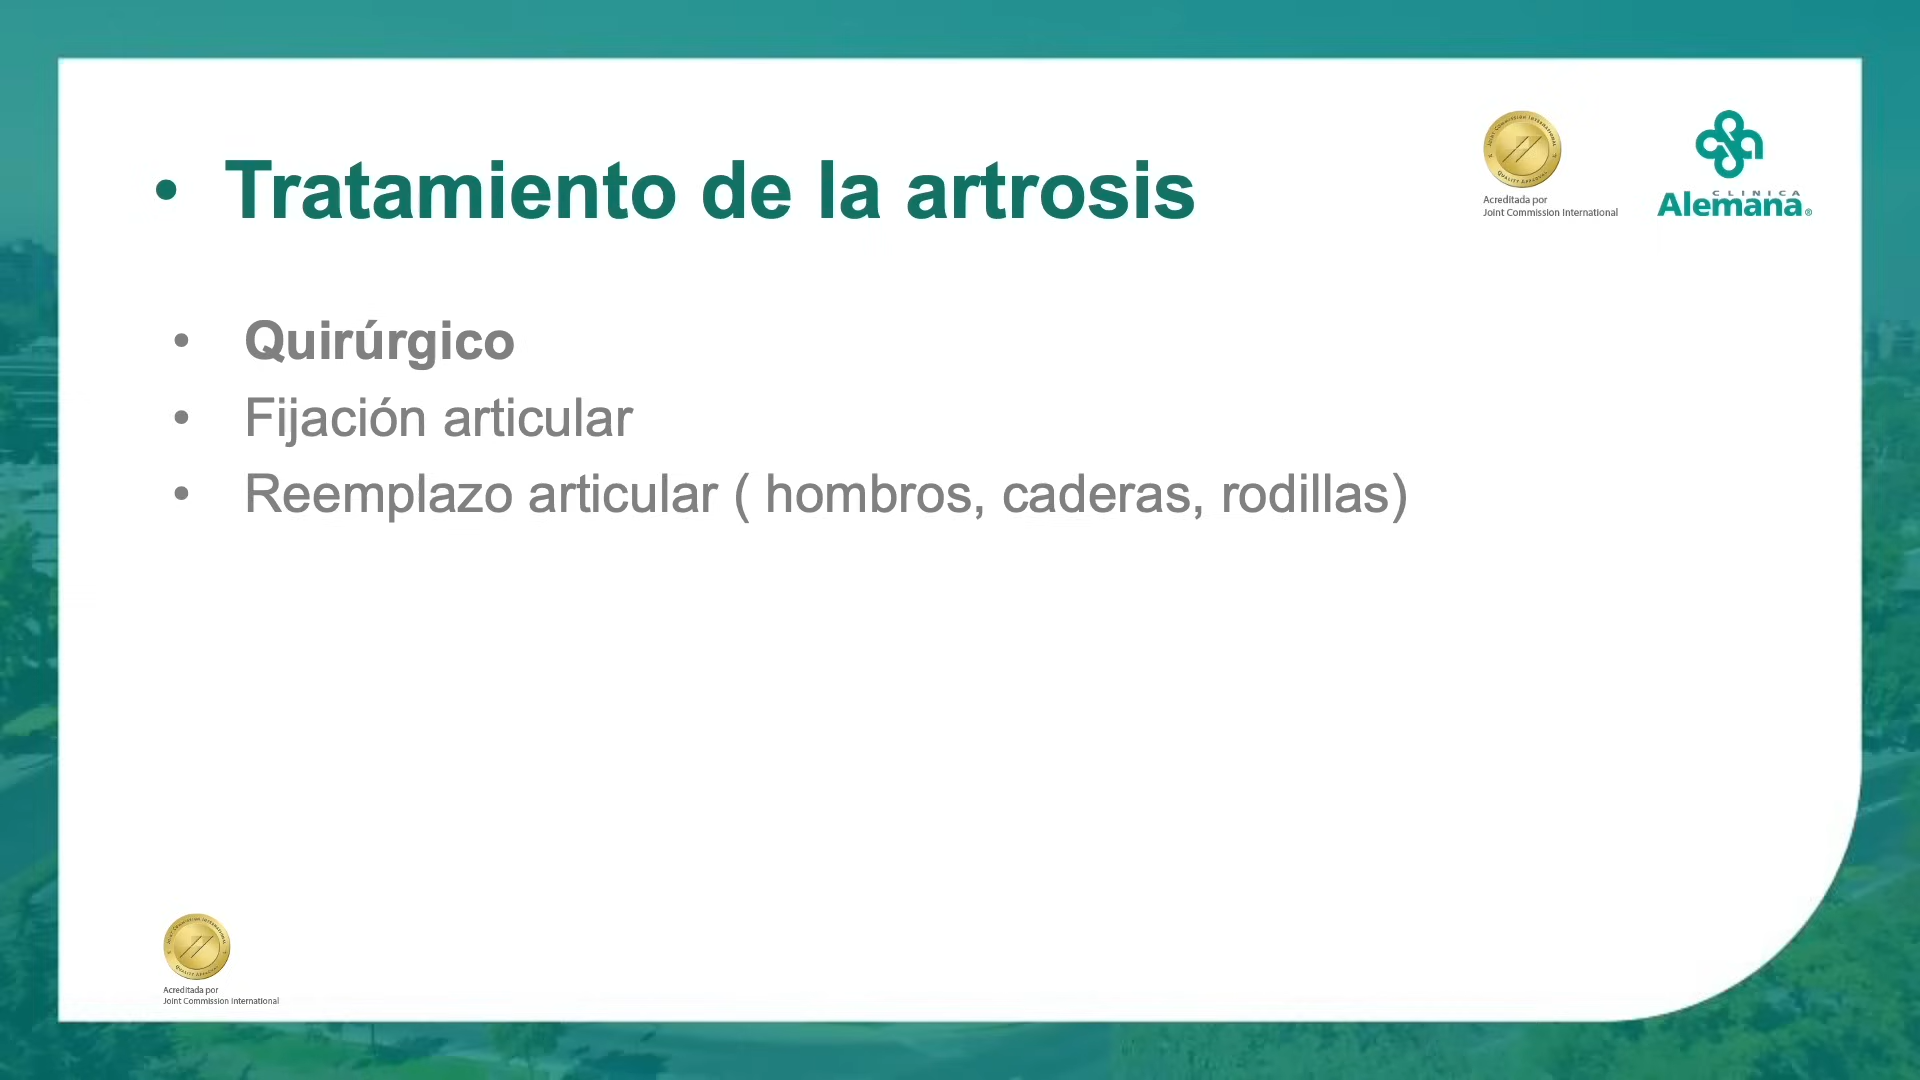 • Tratamiento de la artrosis
Acreditada por
Joint Commission International
CLINICA
Alemana®
• Quirúrgico
• Fijación articular
• Reemplazo articular ( hombros, caderas, rodillas)
Acreditada por
Joint Commission International